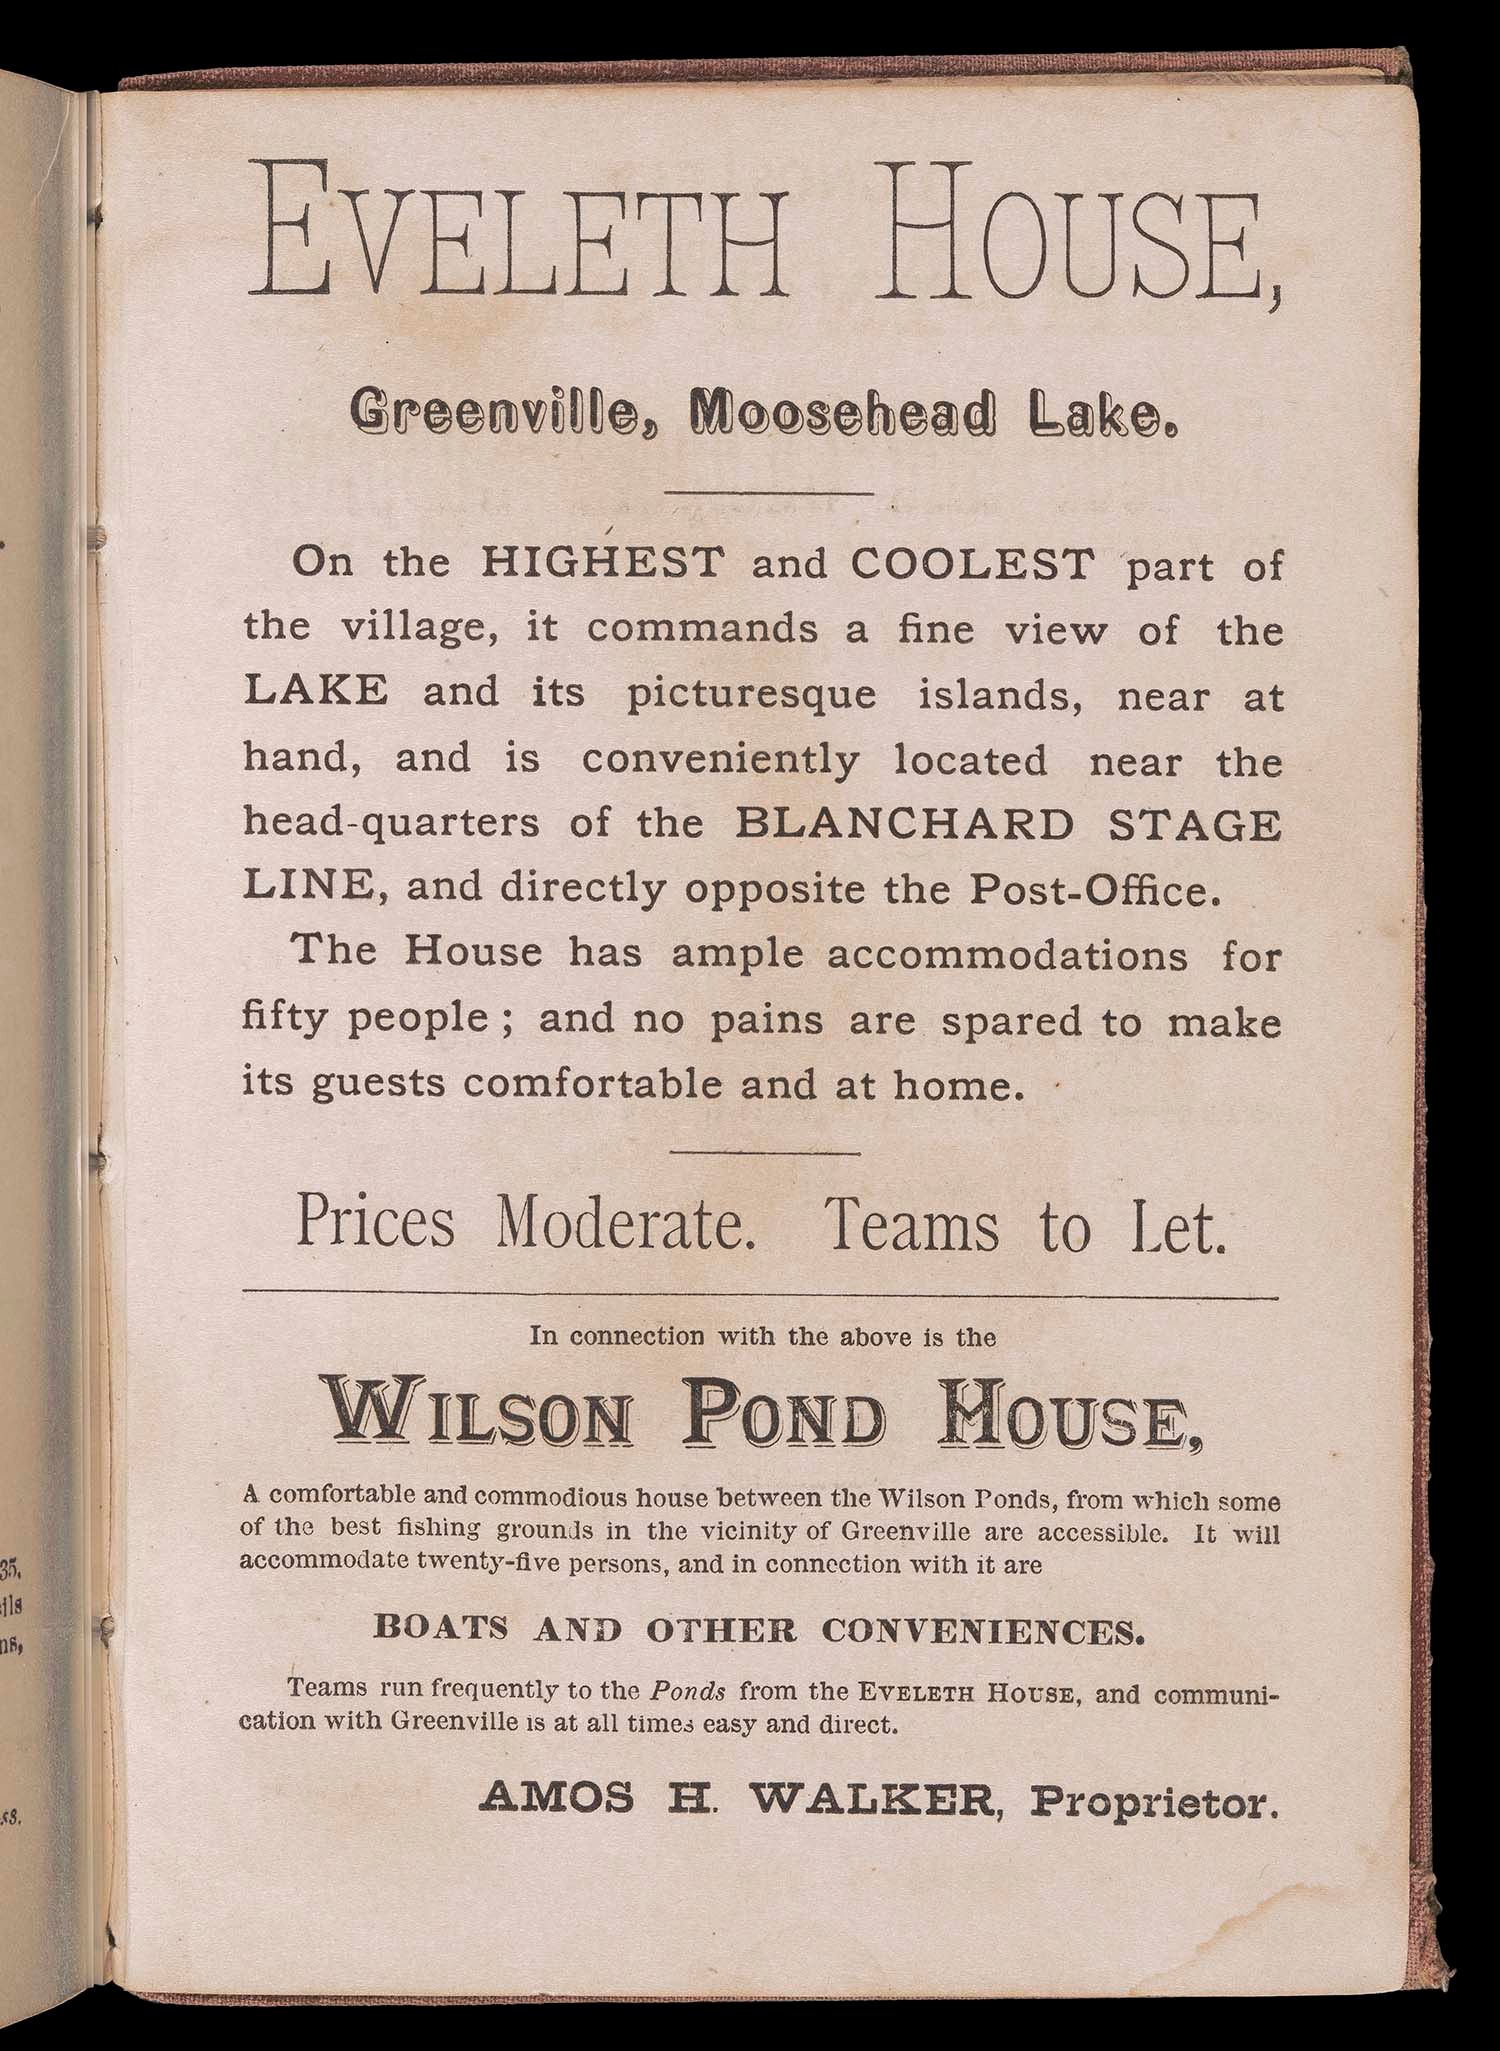 EVELETH HOUSE,
Greenville, Moosehead Lake.
On the HIGHEST and COOLEST part of
the village, it commands a fine view of the
LAKE and its picturesque islands, near at
hand, and is conveniently located near the
head-quarters of the BLANCHARD STAGE
LINE, and directly opposite the Post-Office.
The House has ample accommodations for
fifty people; and no pains are spared to make
its guests comfortable and at home.
Prices Moderate. Teams to Let.
In connection with the above is the
WILSON POND HOUSE,
A comfortable and commodious house between the Wilson Ponds, from which some
of the best fishing grounds in the vicinity of Greenville are accessible. It will
accommodate twenty-five persons, and in connection with it are
BOATS AND OTHER CONVENIENCES.
Teams run frequently to the Ponds from the EVELETH HOUSE, and communi-
cation with Greenville is at all times easy and direct.
AMOS H. WALKER, Proprietor.
35.